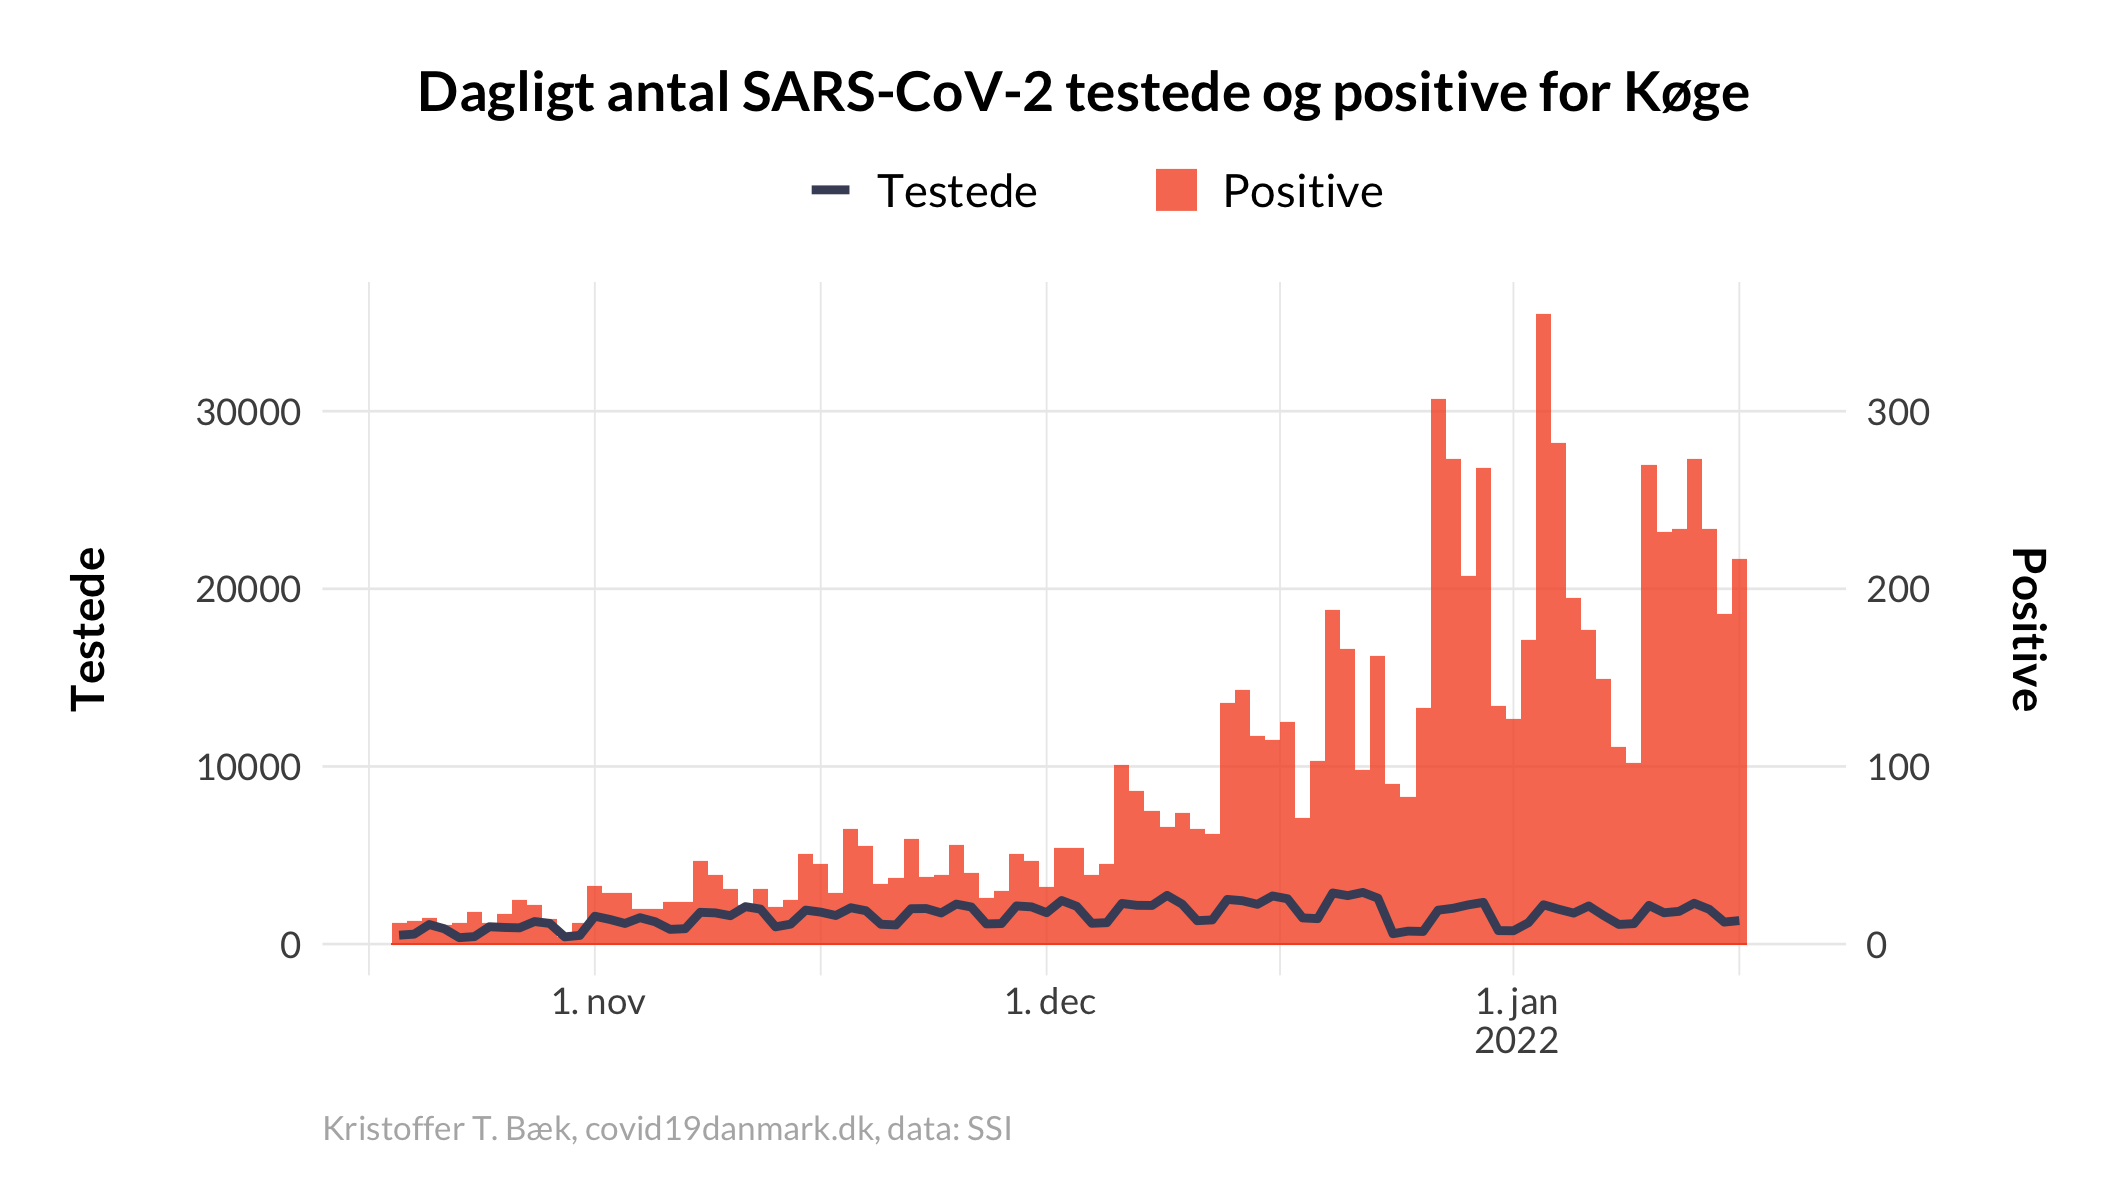 Dagligt antal SARS-CoV-2 testede og positive for Køge
Testede
Positive
Testede
30000
20000
10000
0
300
200
100
0
Positive
1. nov
1. dec
1. jan
2022
Kristoffer T. Bæk, covid19danmark.dk, data: SSI